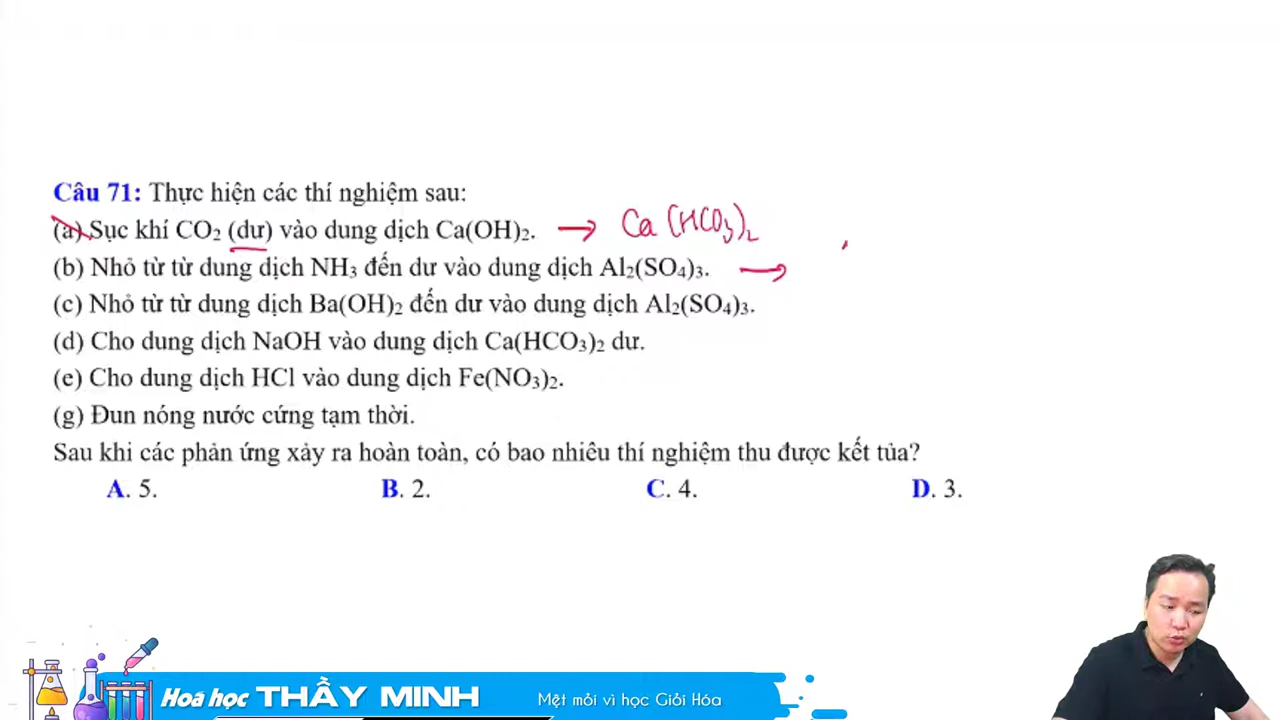 Câu 71: Thực hiện các thí nghiệm sau:
(a) Sục khí CO₂ (dư) vào dung dịch Ca(OH)₂. → Ca(HCO₃)₂
(b) Nhỏ từ từ dung dịch NH₃ đến dư vào dung dịch Al₂(SO₄)₃. →
(c) Nhỏ từ từ dung dịch Ba(OH)₂ đến dư vào dung dịch Al₂(SO₄)₃.
(d) Cho dung dịch NaOH vào dung dịch Ca(HCO₃)₂ dư.
(e) Cho dung dịch HCl vào dung dịch Fe(NO₃)₂.
(g) Đun nóng nước cứng tạm thời.
Sau khi các phản ứng xảy ra hoàn toàn, có bao nhiêu thí nghiệm thu được kết tủa?
A. 5. B. 2. C. 4. D. 3.
Hoá học THẦY MINH Mệt mỏi vì học Giỏi Hóa